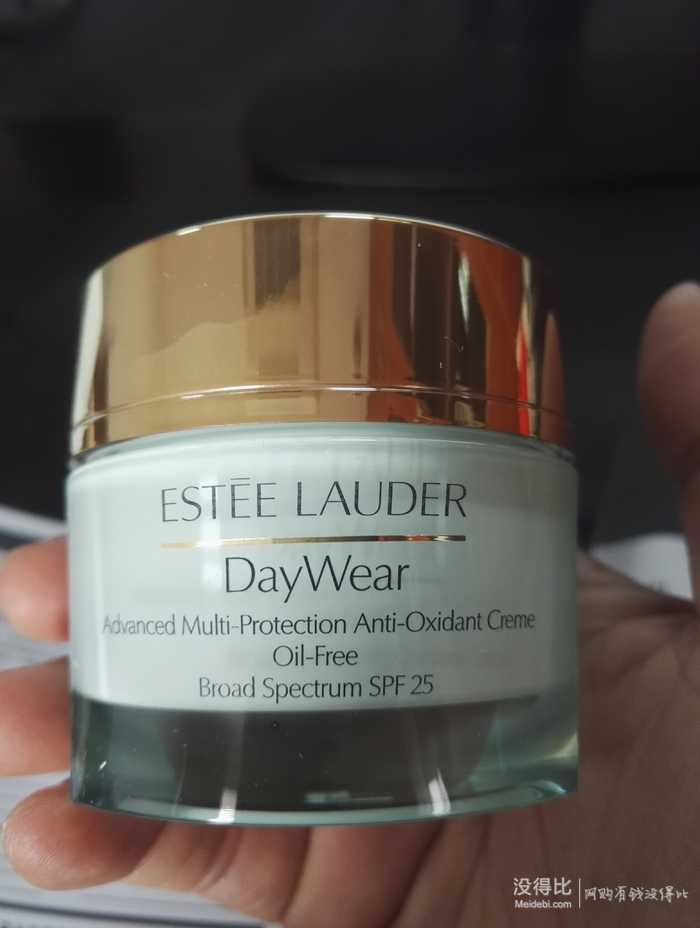 ESTĒE LAUDER
DayWear
Advanced Multi-Protection Anti-Oxidant Creme
Oil-Free
Broad Spectrum SPF 25
没得比
Meidebi.com
网购有钱没得比